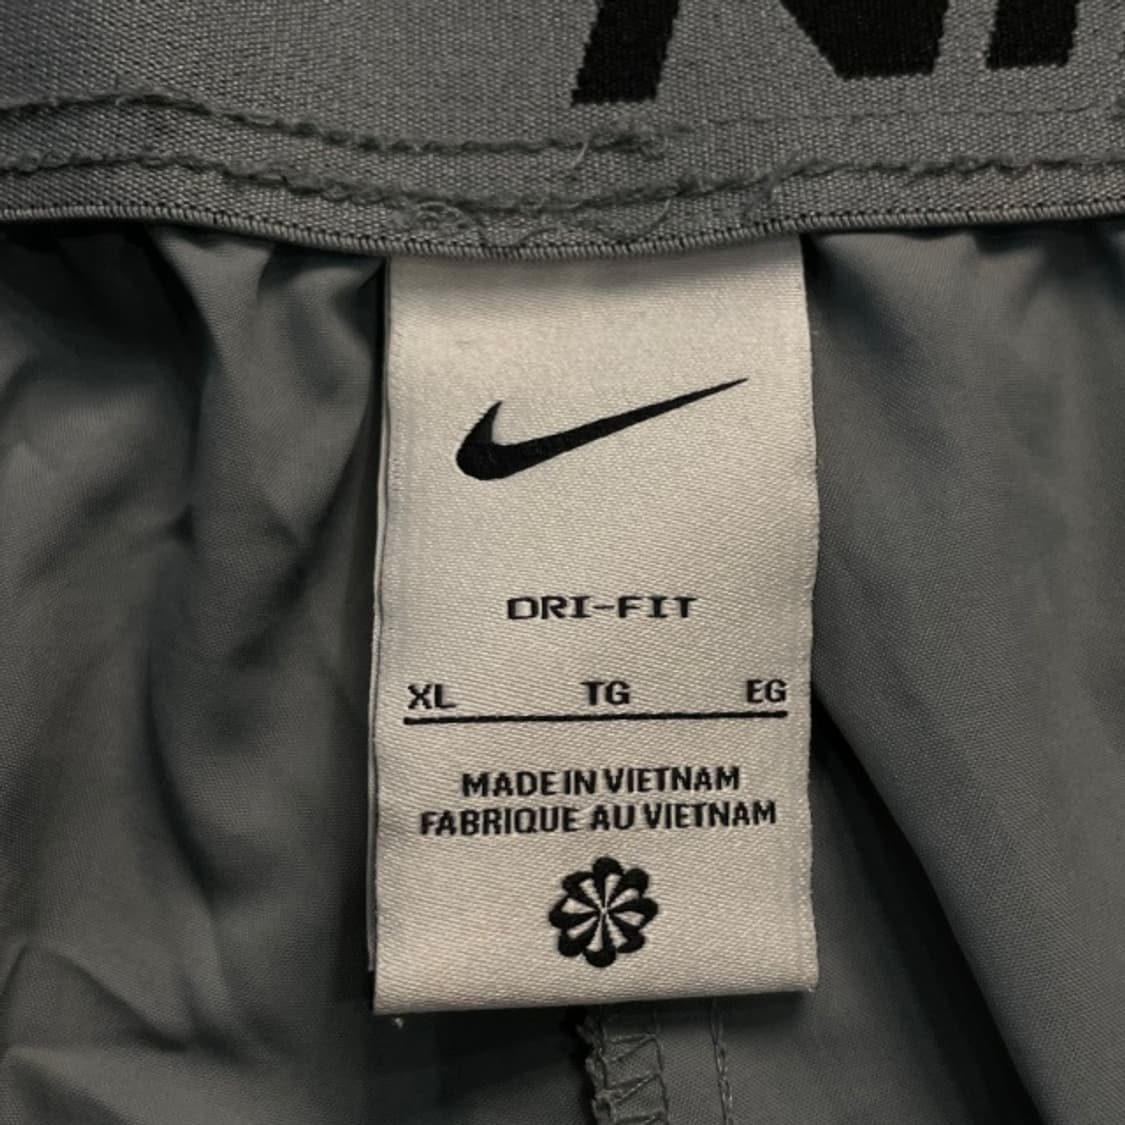 DRI-FIT
XL TG EG
MADE IN VIETNAM
FABRIQUE AU VIETNAM